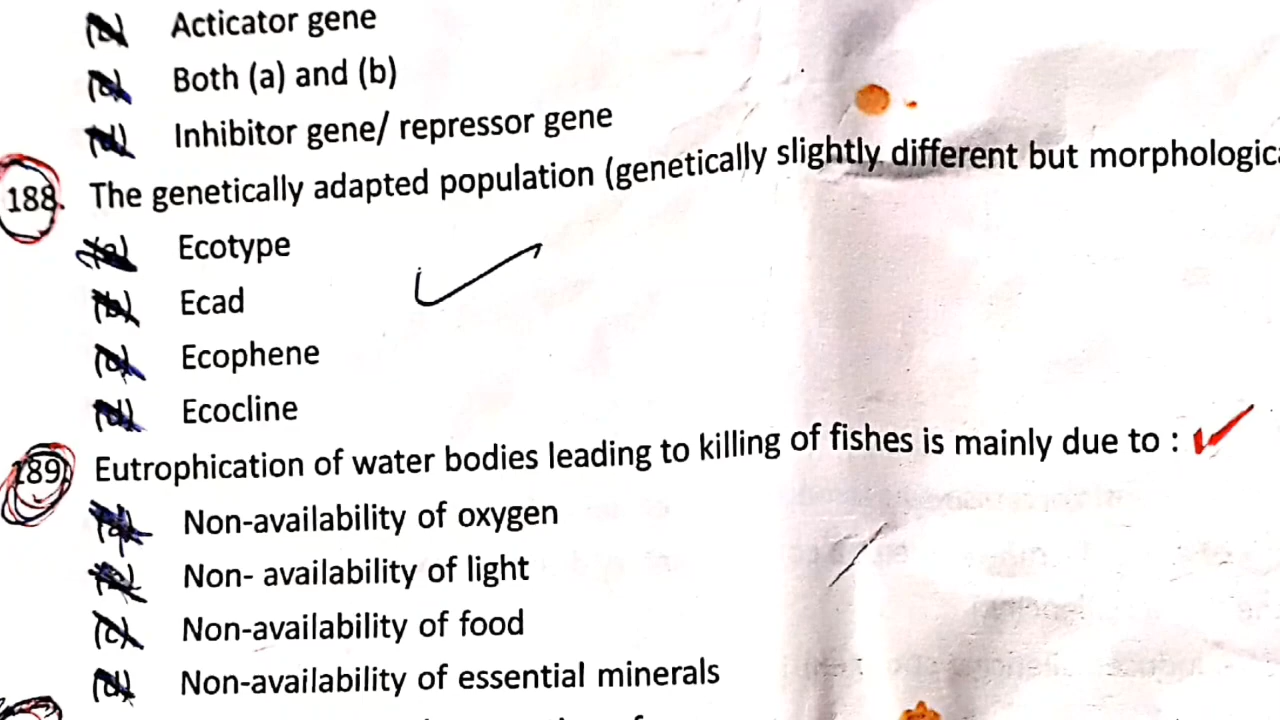 Acticator gene
Both (a) and (b)
Inhibitor gene/ repressor gene
188. The genetically adapted population (genetically slightly different but
(a) Ecotype
(b) Ecad
(c) Ecophene
(d) Ecocline
189. Eutrophication of water bodies leading to killing of fishes is mainly due to :
(a) Non-availability of oxygen
(b) Non- availability of light
(c) Non-availability of food
(d) Non-availability of essential minerals